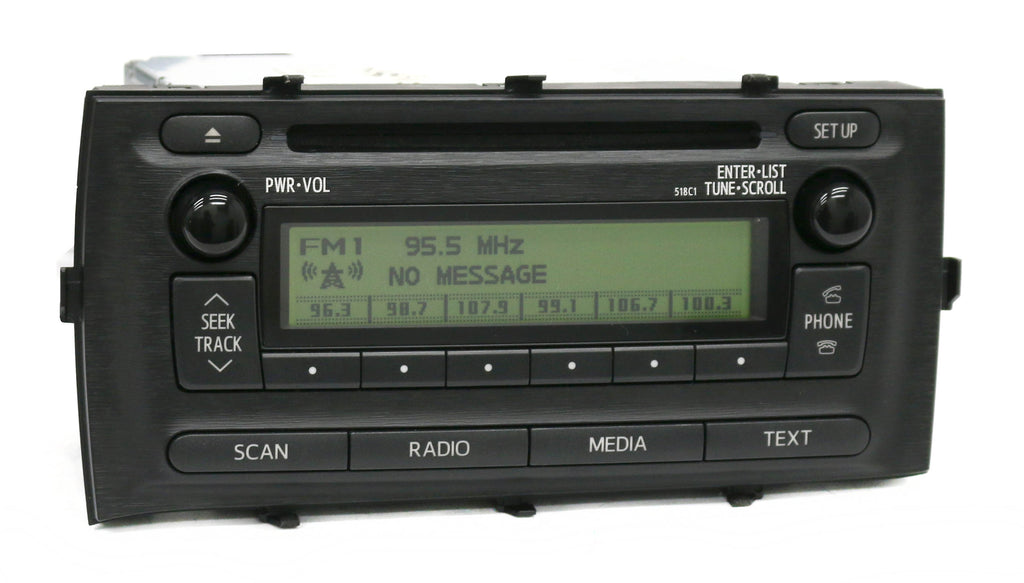 SET UP
PWR•VOL
ENTER•LIST
518C1 TUNE•SCROLL
FM1 95.5 MHz
NO MESSAGE
96.3 98.7 107.9 99.1 106.7 100.3
SEEK
TRACK
PHONE
SCAN RADIO MEDIA TEXT